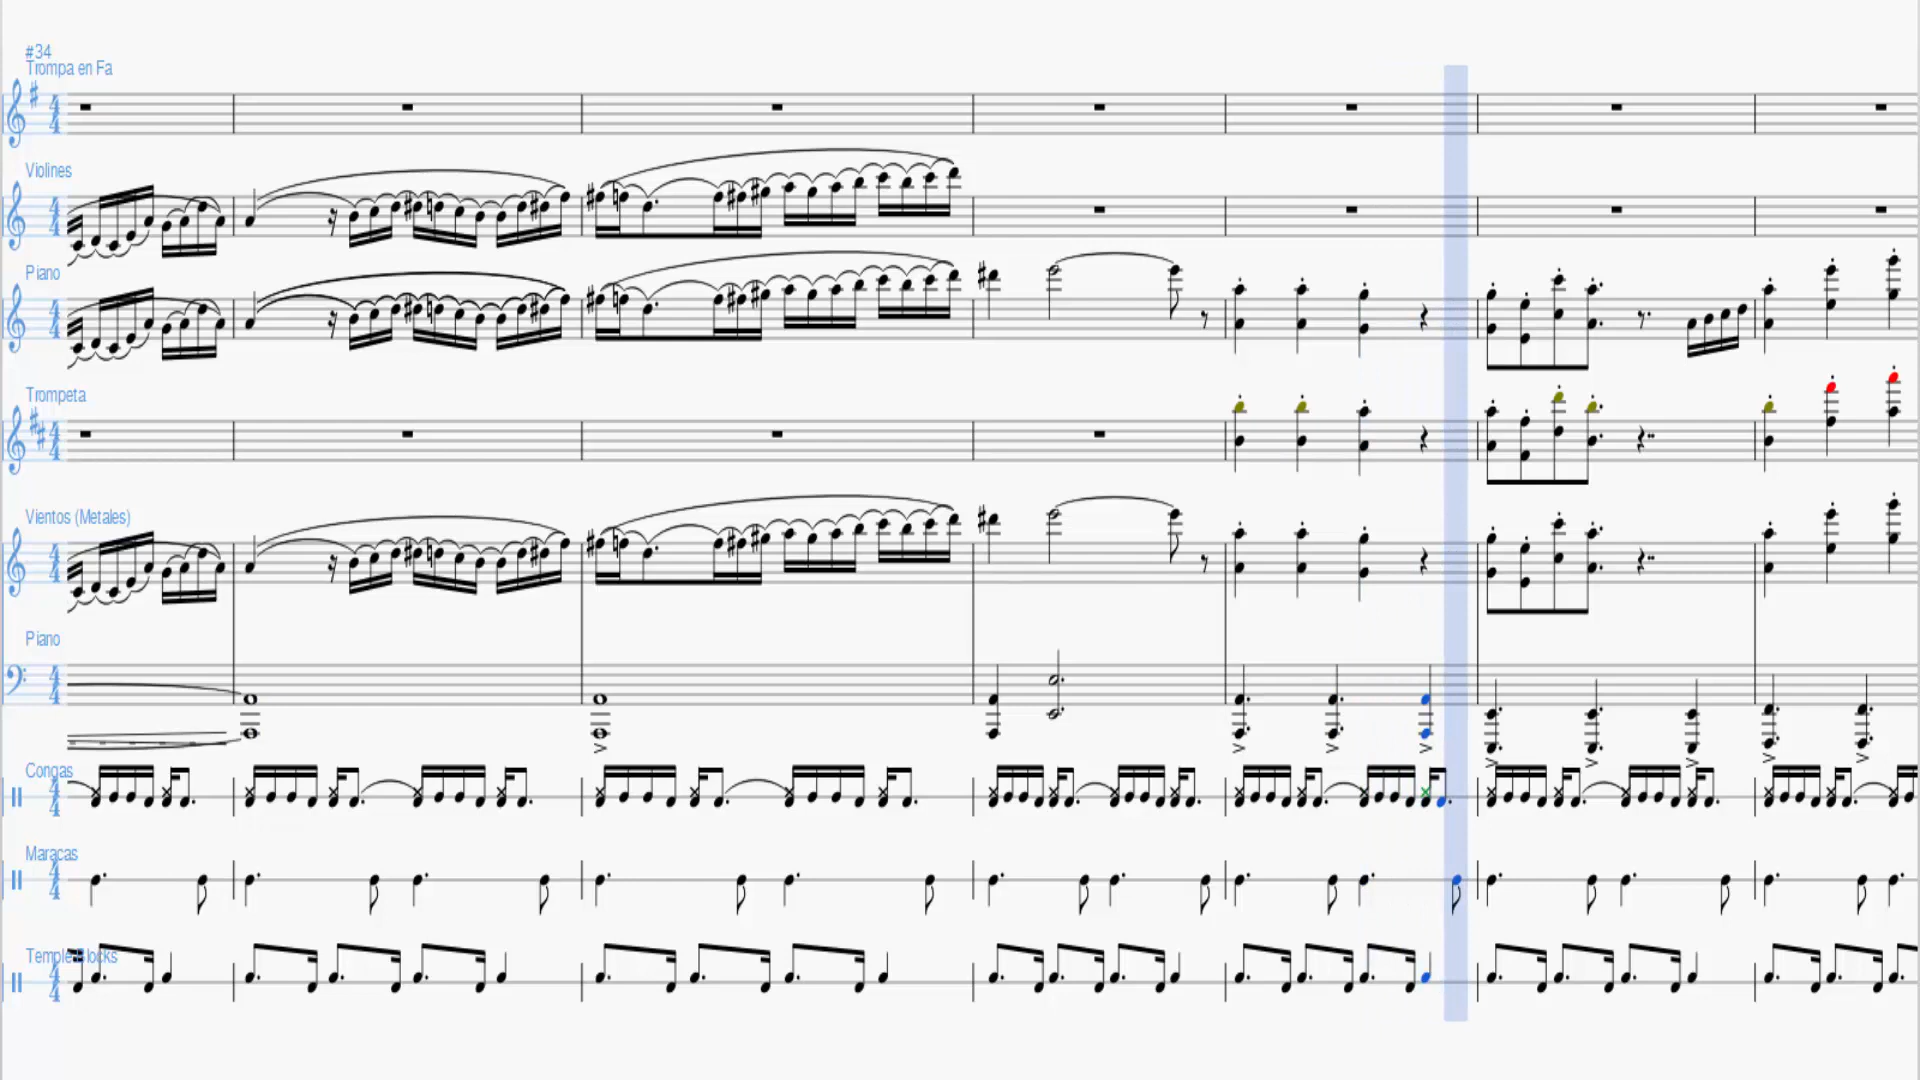 #34
Trompa en Fa
Violines
Piano
Trompeta
Vientos (Metales)
Piano
Congas
Maracas
Temple Blocks